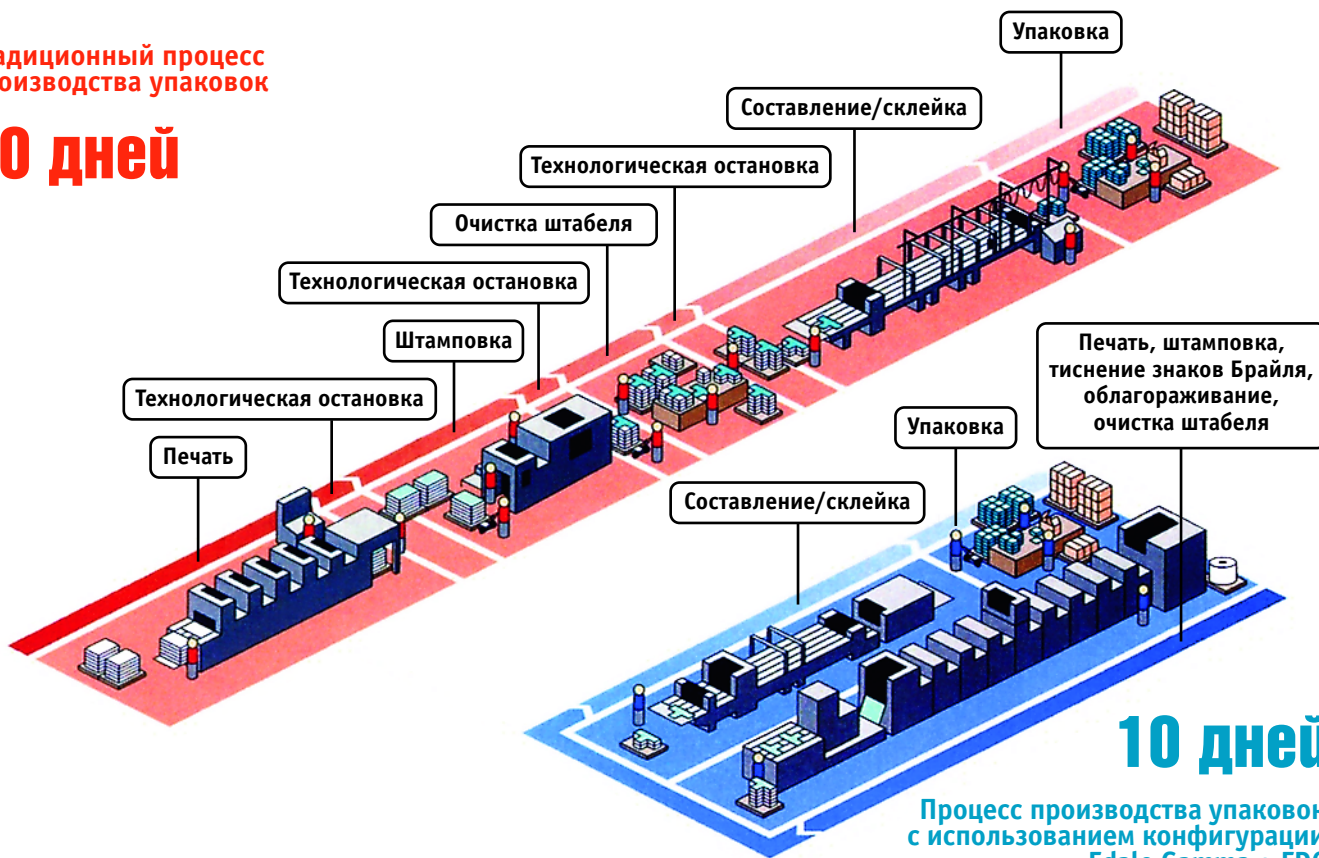 адиционный процесс
оизводства упаковок
0 дней
Упаковка
Составление/склейка
Технологическая остановка
Очистка штабеля
Технологическая остановка
Штамповка
Технологическая остановка
Печать
Печать, штамповка,
тиснение знаков Брайля,
облагораживание,
очистка штабеля
Упаковка
Составление/склейка
10 дней
Процесс производства упаковок
с использованием конфигурации